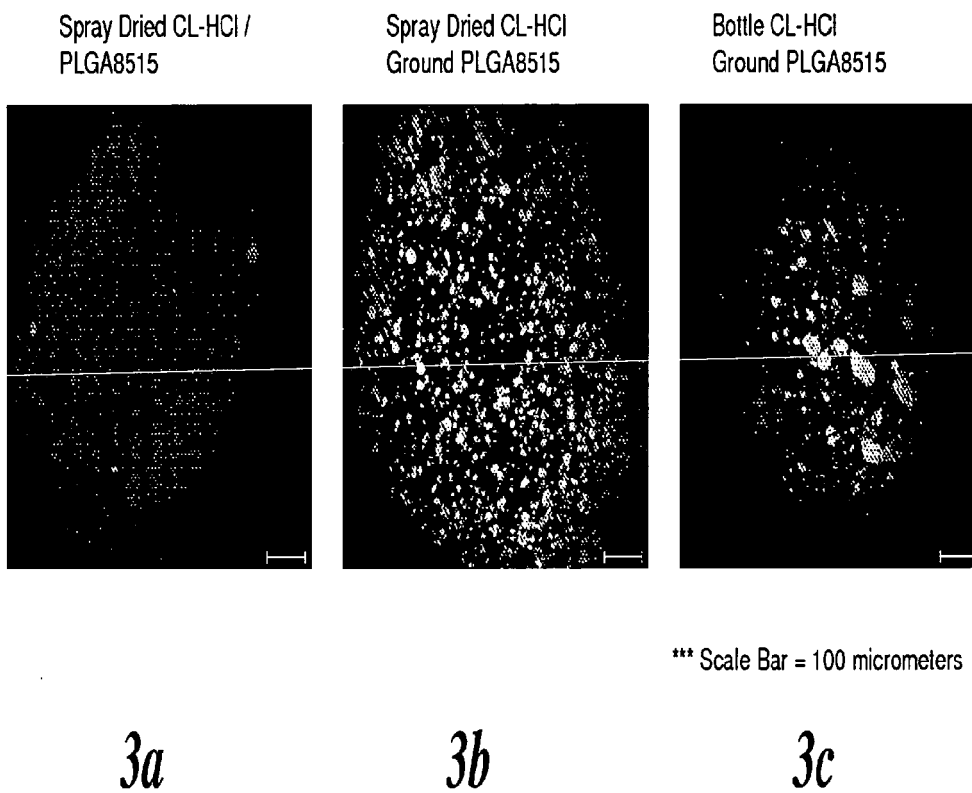 Spray Dried CL-HCl /
PLGA8515
Spray Dried CL-HCl
Ground PLGA8515
Bottle CL-HCl
Ground PLGA8515
*** Scale Bar = 100 micrometers
3a
3b
3c